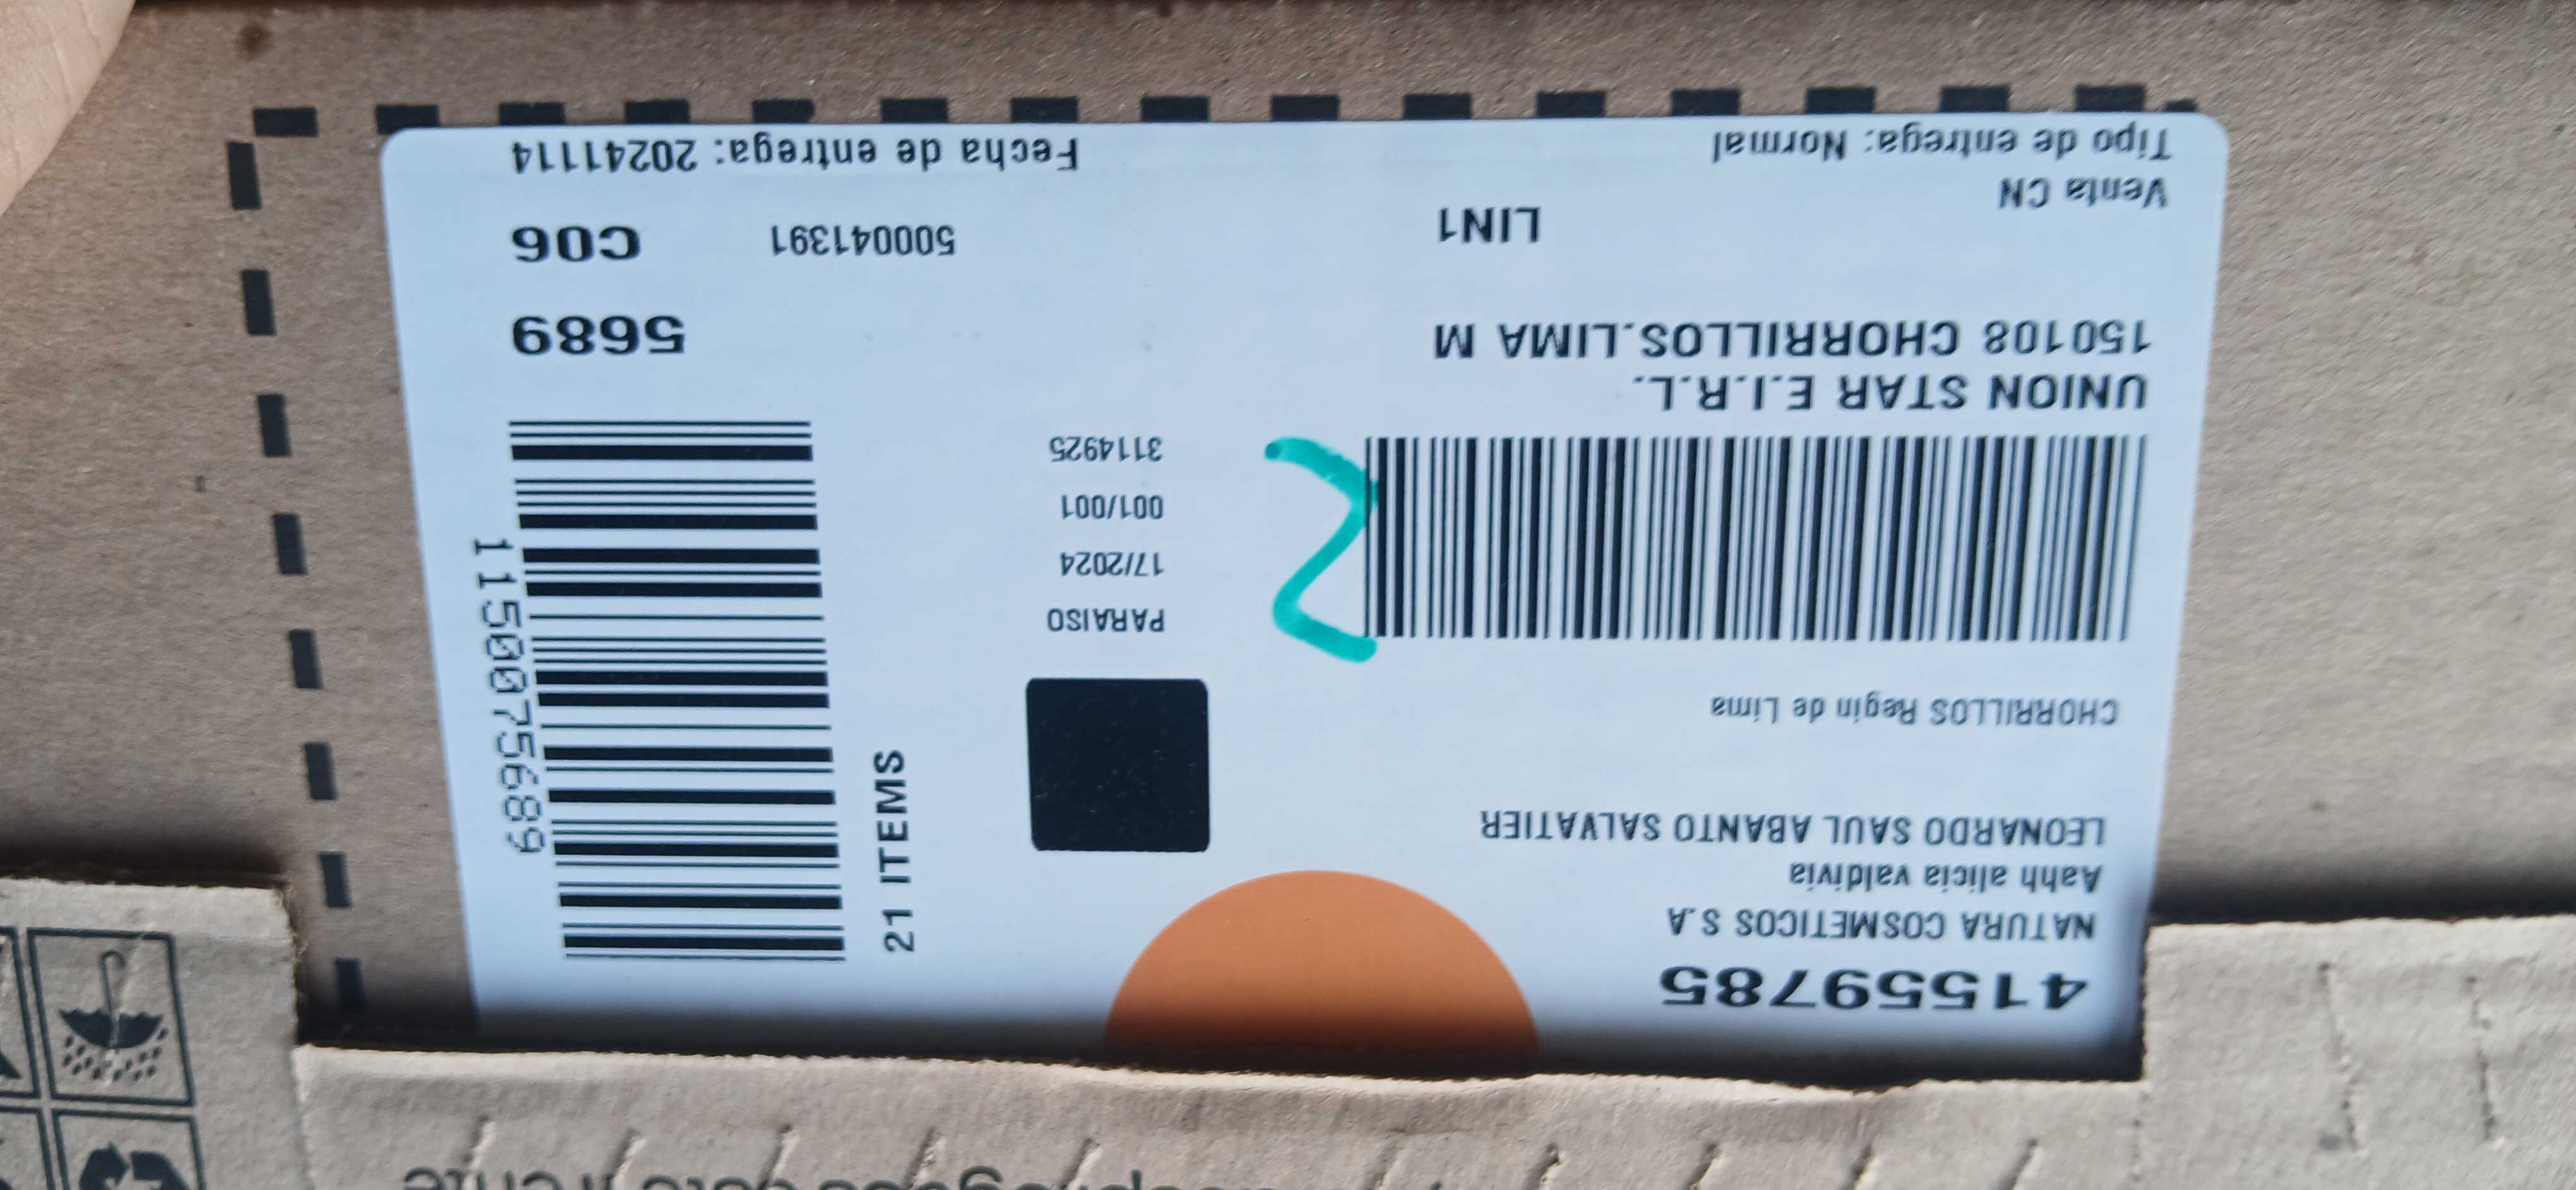 41559785
NATURA COSMETICOS S.A
Aahh alicia valdivia
LEONARDO SAUL ABANTO SALVATIER
CHORRILLOS Regin de Lima
UNION STAR E.I.R.L.
150108 CHORRILLOS.LIMA M
LIN1
Venta CN
Tipo de entrega: Normal
PARAISO
17/2024
001/001
3114925
2
21 ITEMS
1150075689
5689
500041391
C06
Fecha de entrega: 20241114